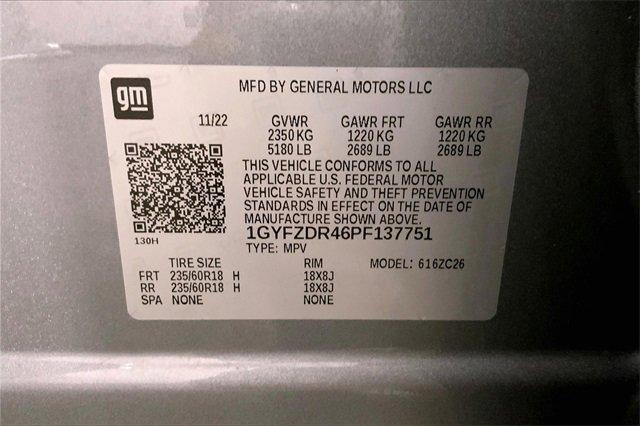 gm
MFD BY GENERAL MOTORS LLC
11/22 GVWR GAWR FRT GAWR RR
2350 KG 1220 KG 1220 KG
5180 LB 2689 LB 2689 LB
THIS VEHICLE CONFORMS TO ALL
APPLICABLE U.S. FEDERAL MOTOR
VEHICLE SAFETY AND THEFT PREVENTION
STANDARDS IN EFFECT ON THE DATE OF
MANUFACTURE SHOWN ABOVE.
1GYFZDR46PF137751
130H
TYPE: MPV
TIRE SIZE RIM MODEL: 616ZC26
FRT 235/60R18 H 18X8J
RR 235/60R18 H 18X8J
SPA NONE NONE